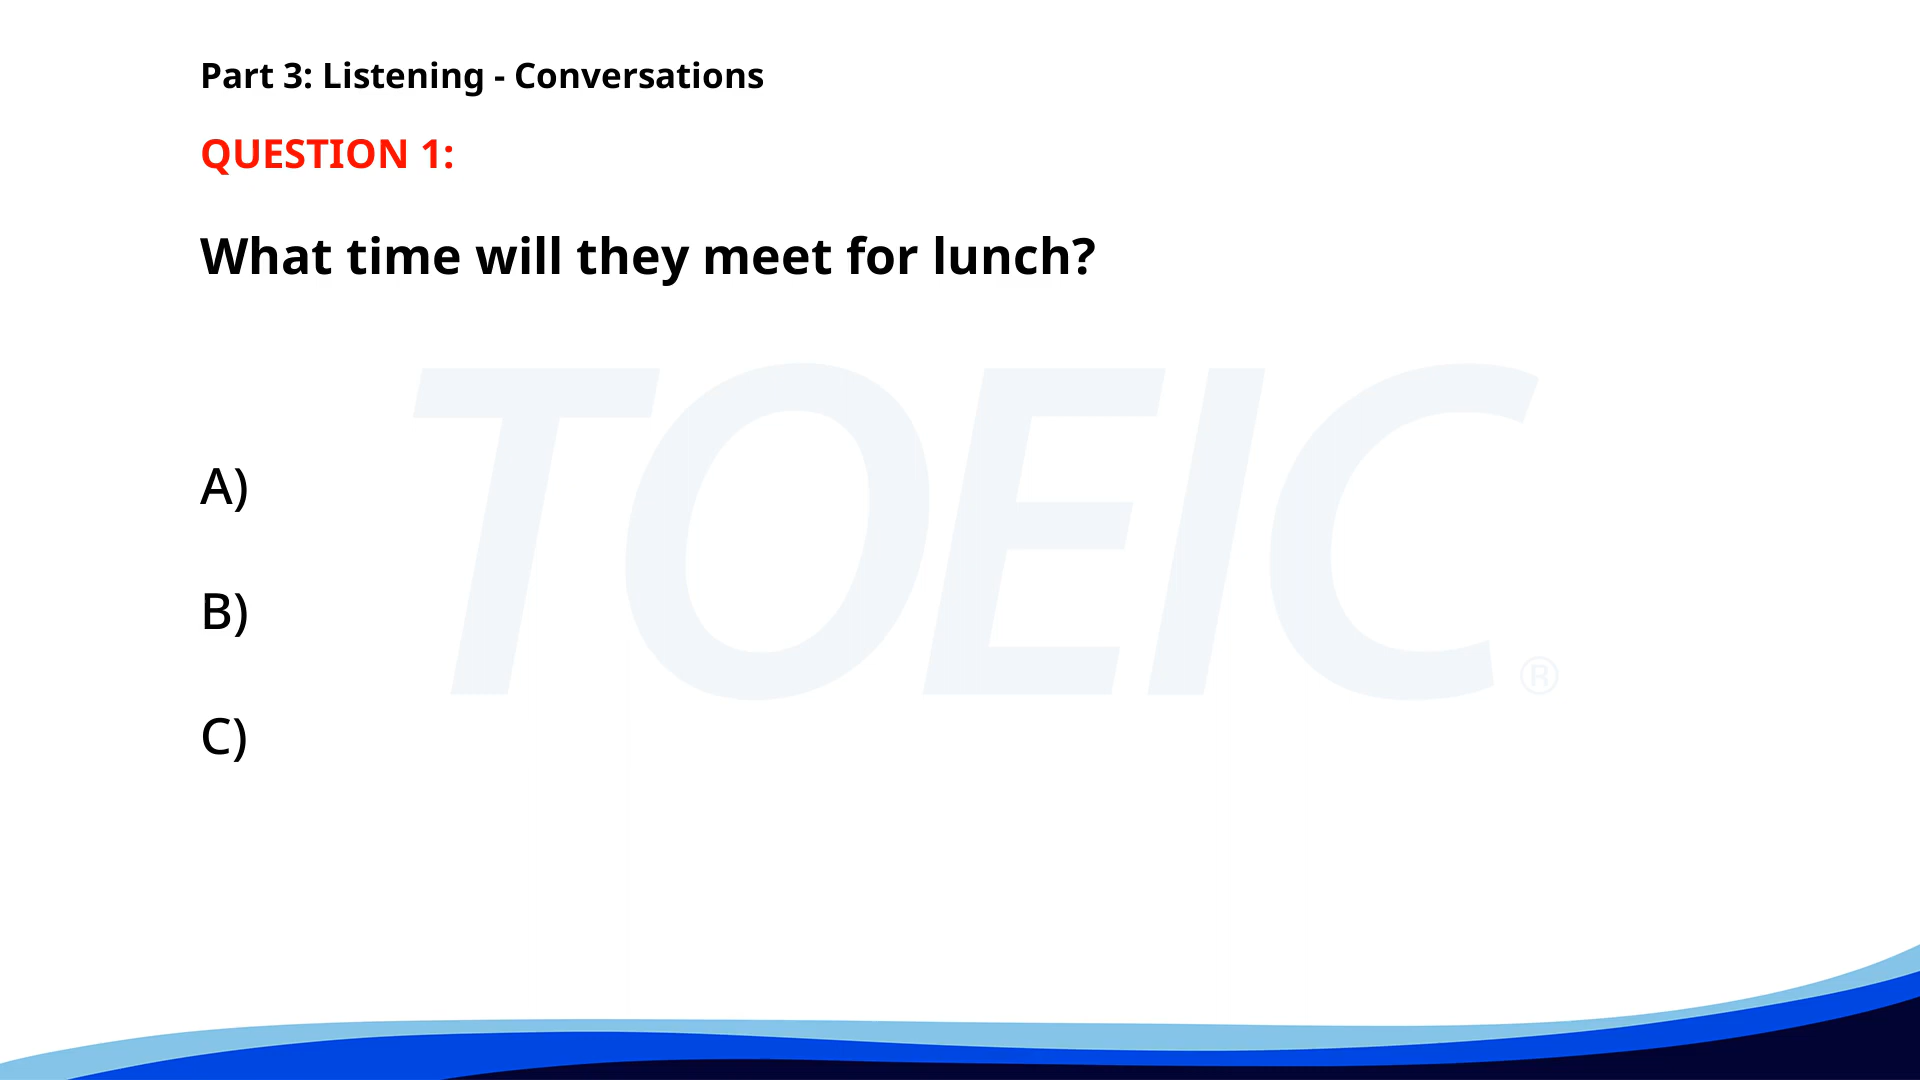 Part 3: Listening - Conversations
QUESTION 1:
What time will they meet for lunch?
TOEIC®
A)
B)
C)